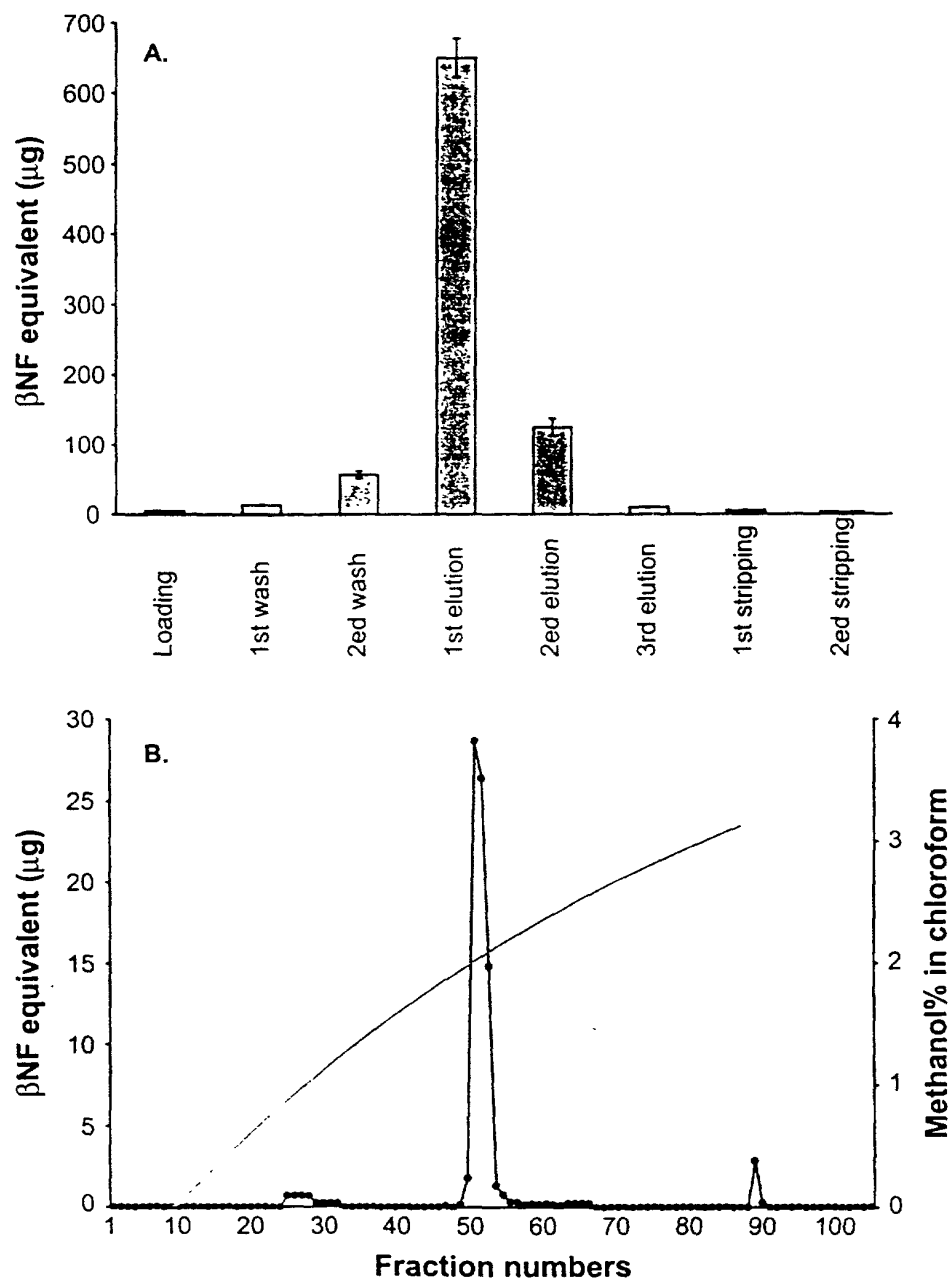 A.
βNF equivalent (μg)
700
600
500
400
300
200
100
0
Loading
1st wash
2ed wash
1st elution
2ed elution
3rd elution
1st stripping
2ed stripping
B.
βNF equivalent (μg)
30
25
20
15
10
5
0
Methanol% in chloroform
4
3
2
1
0
1 10 20 30 40 50 60 70 80 90 100
Fraction numbers